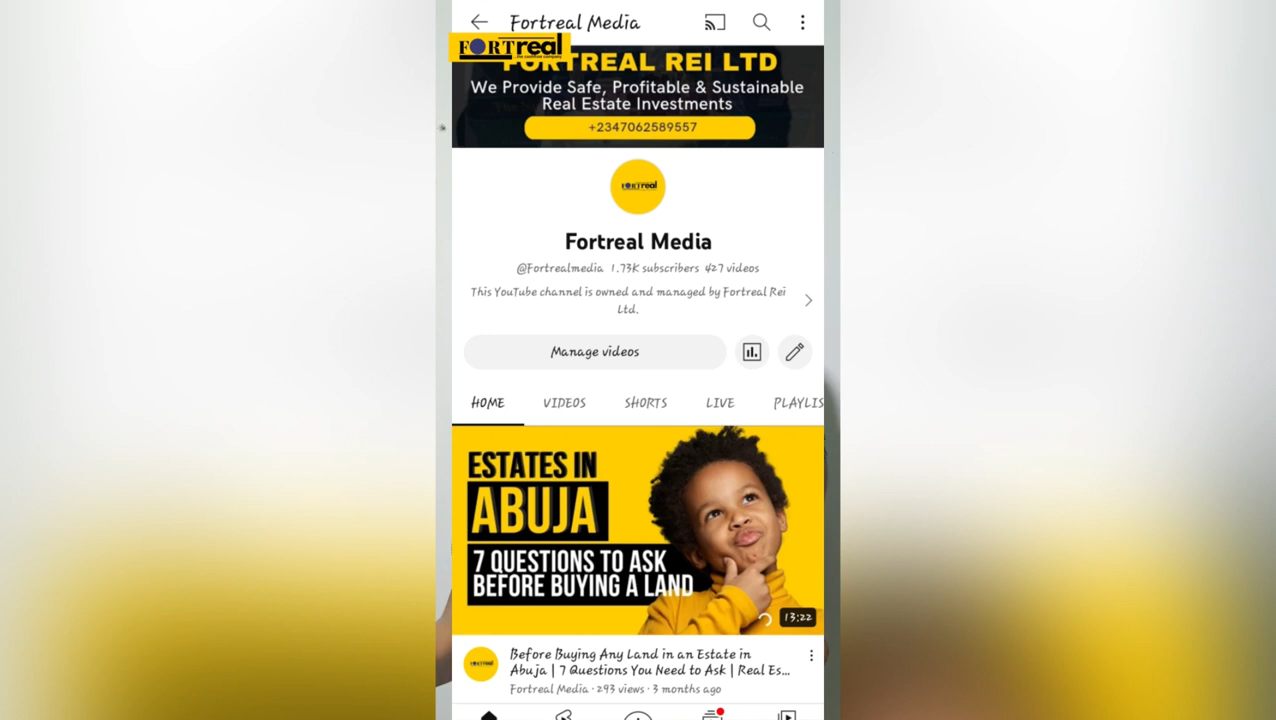 Fortreal Media
FORTreal
FORTREAL REI LTD
We Provide Safe, Profitable & Sustainable
Real Estate Investments
+2347062589557
FORTreal
Fortreal Media
@Fortrealmedia 1.73K subscribers 427 videos
This YouTube channel is owned and managed by Fortreal Rei
Ltd.
Manage videos
HOME VIDEOS SHORTS LIVE PLAYLIS
ESTATES IN
ABUJA
7 QUESTIONS TO ASK
BEFORE BUYING A LAND
13:22
Before Buying Any Land in an Estate in
Abuja | 7 Questions You Need to Ask | Real Es...
Fortreal Media · 293 views · 3 months ago